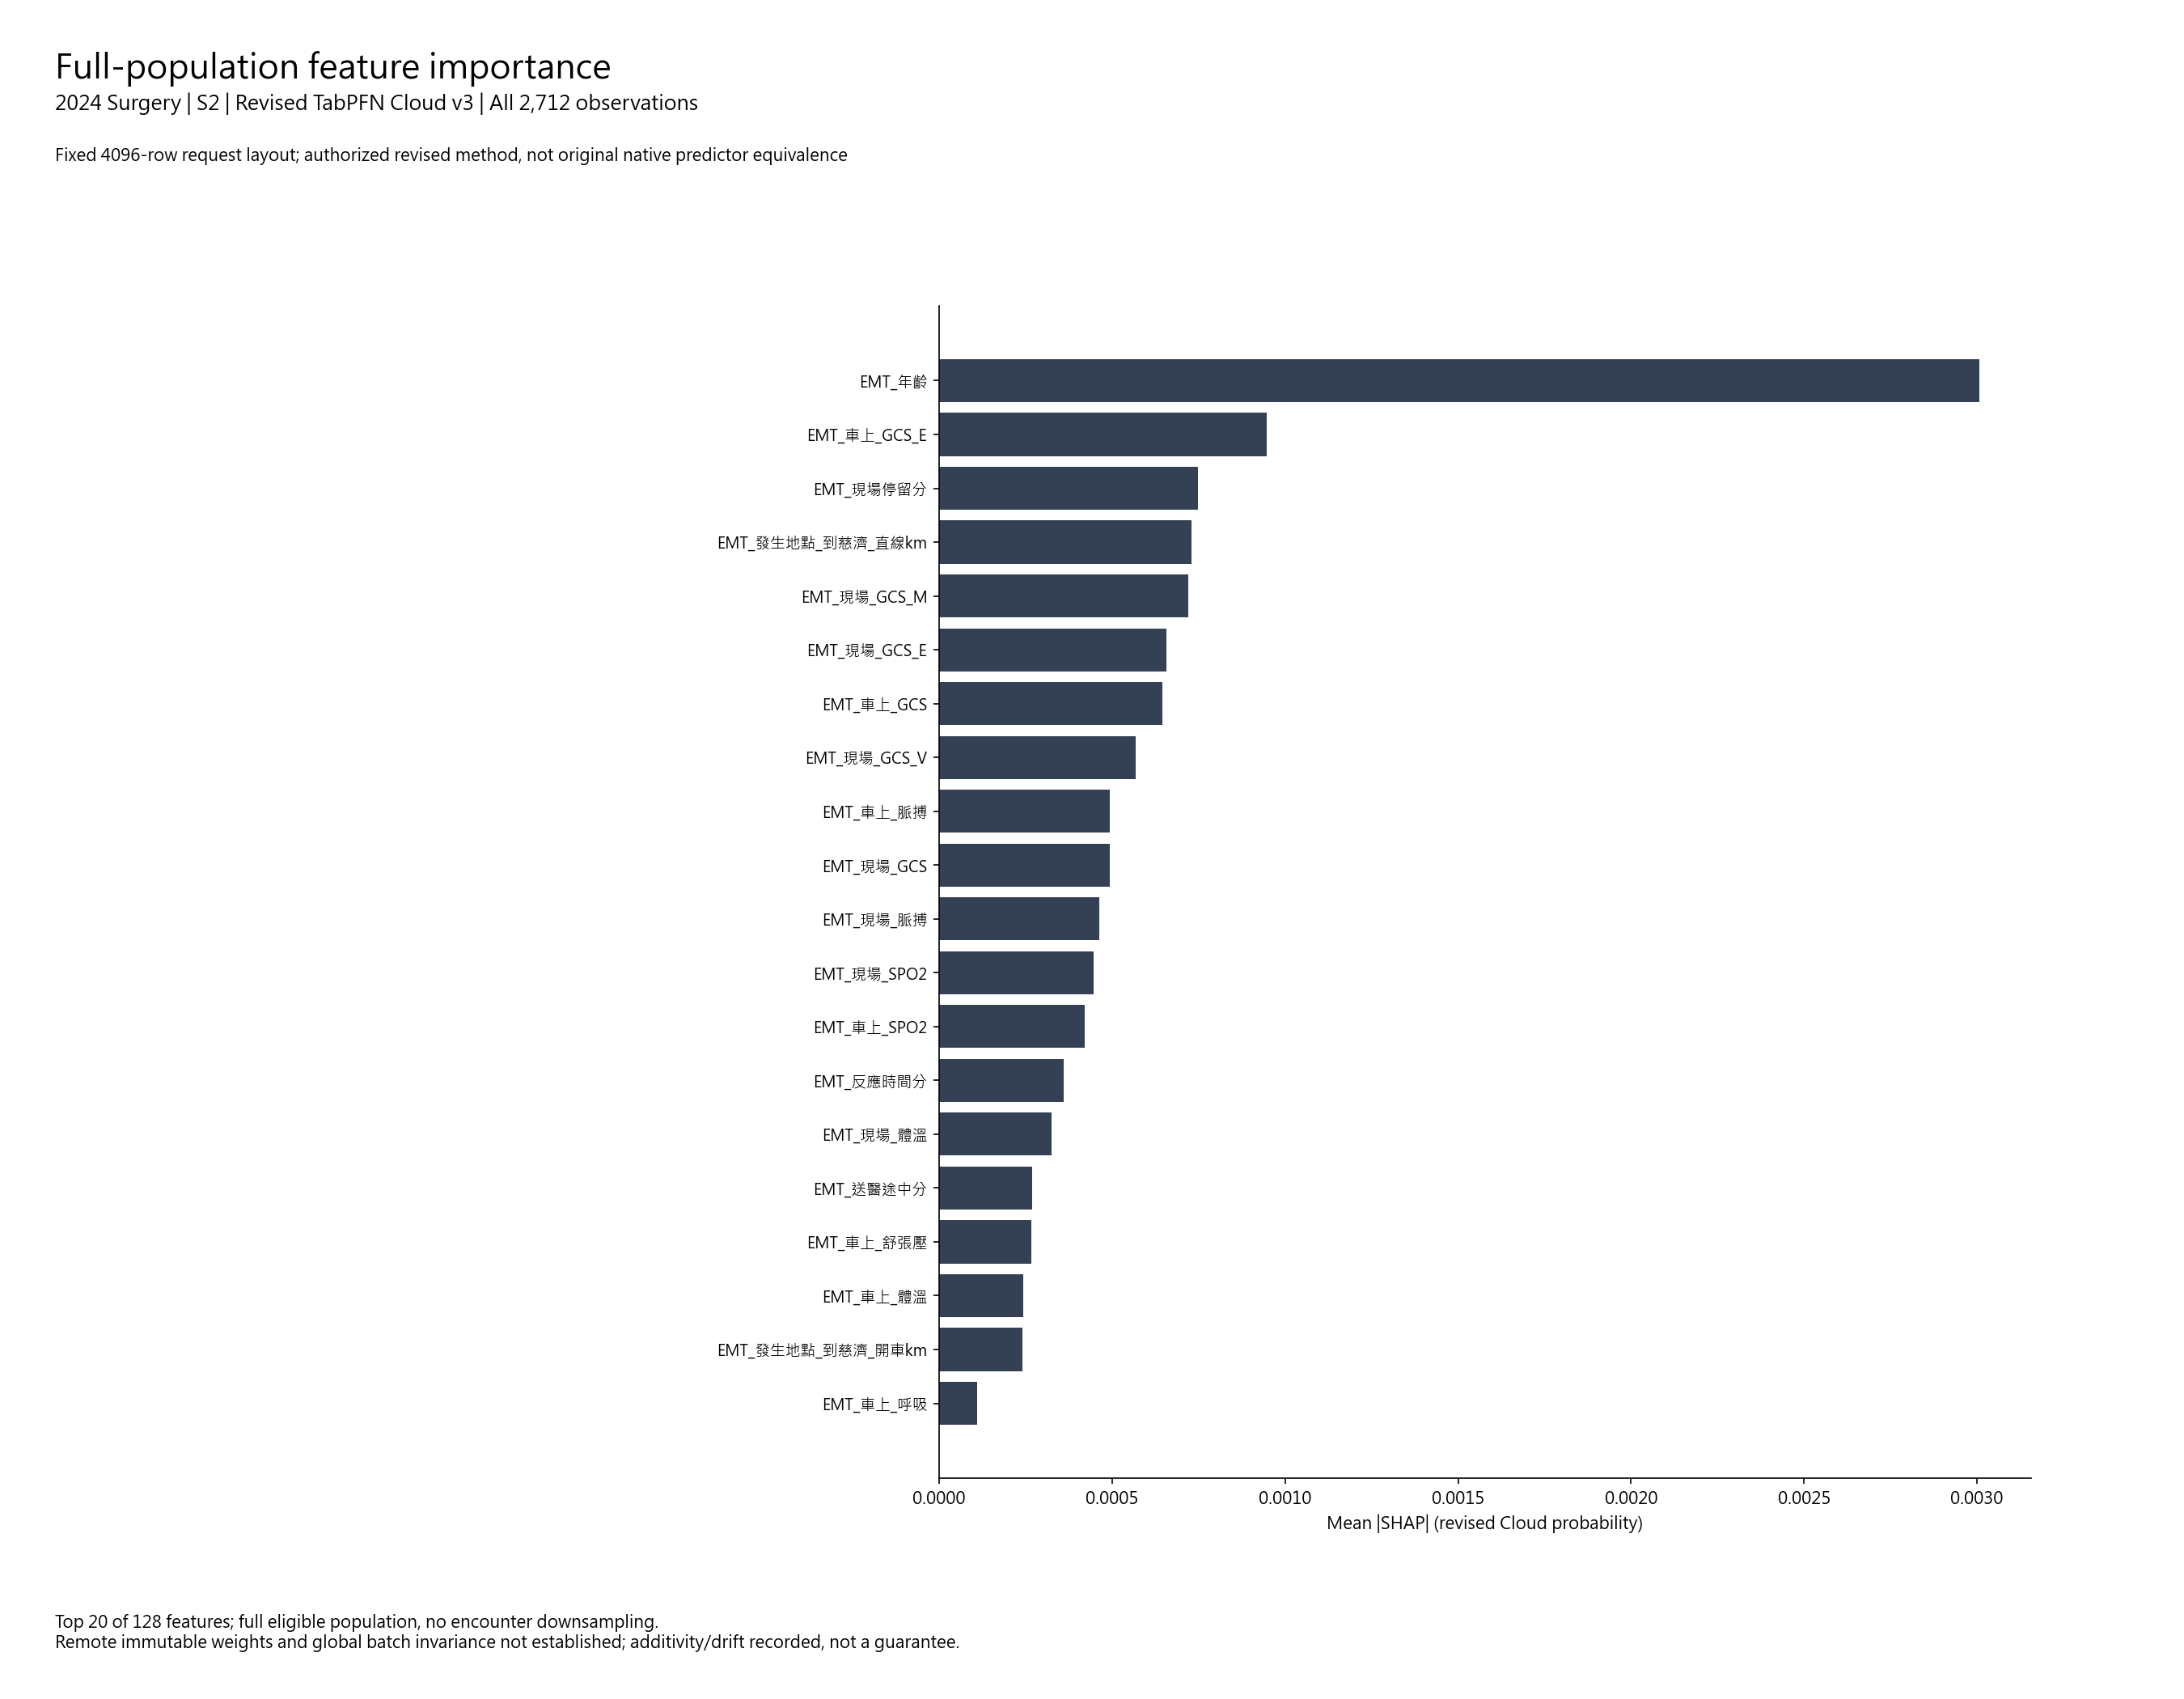 Full-population feature importance
2024 Surgery | S2 | Revised TabPFN Cloud v3 | All 2,712 observations
Fixed 4096-row request layout; authorized revised method, not original native predictor equivalence
EMT_年齡
EMT_車上_GCS_E
EMT_現場停留分
EMT_發生地點_到慈濟_直線km
EMT_現場_GCS_M
EMT_現場_GCS_E
EMT_車上_GCS
EMT_現場_GCS_V
EMT_車上_脈搏
EMT_現場_GCS
EMT_現場_脈搏
EMT_現場_SPO2
EMT_車上_SPO2
EMT_反應時間分
EMT_現場_體溫
EMT_送醫途中分
EMT_車上_舒張壓
EMT_車上_體溫
EMT_發生地點_到慈濟_開車km
EMT_車上_呼吸
0.0000 0.0005 0.0010 0.0015 0.0020 0.0025 0.0030
Mean |SHAP| (revised Cloud probability)
Top 20 of 128 features; full eligible population, no encounter downsampling.
Remote immutable weights and global batch invariance not established; additivity/drift recorded, not a guarantee.